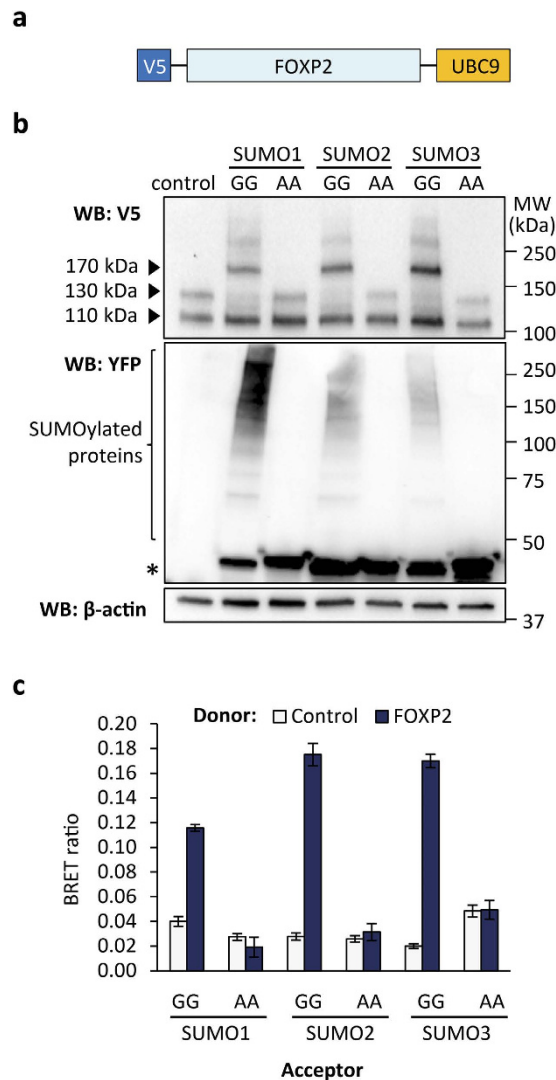 a
V5 FOXP2 UBC9
b
SUMO1 SUMO2 SUMO3
control GG AA GG AA GG AA
WB: V5
MW
(kDa)
170 kDa
130 kDa
110 kDa
250
150
100
WB: YFP
SUMOylated
proteins
*
250
150
100
75
50
WB: β-actin
37
c
Donor: Control FOXP2
BRET ratio
0.20
0.18
0.16
0.14
0.12
0.10
0.08
0.06
0.04
0.02
0.00
GG AA GG AA GG AA
SUMO1 SUMO2 SUMO3
Acceptor